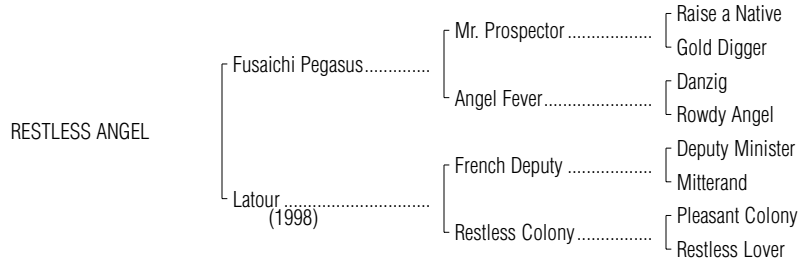 Raise a Native
Mr. Prospector ..................
Gold Digger
Fusaichi Pegasus..............
Danzig
Angel Fever.......................
Rowdy Angel
RESTLESS ANGEL
Deputy Minister
French Deputy ..................
Mitterand
Latour ...............................
(1998)
Pleasant Colony
Restless Colony................
Restless Lover